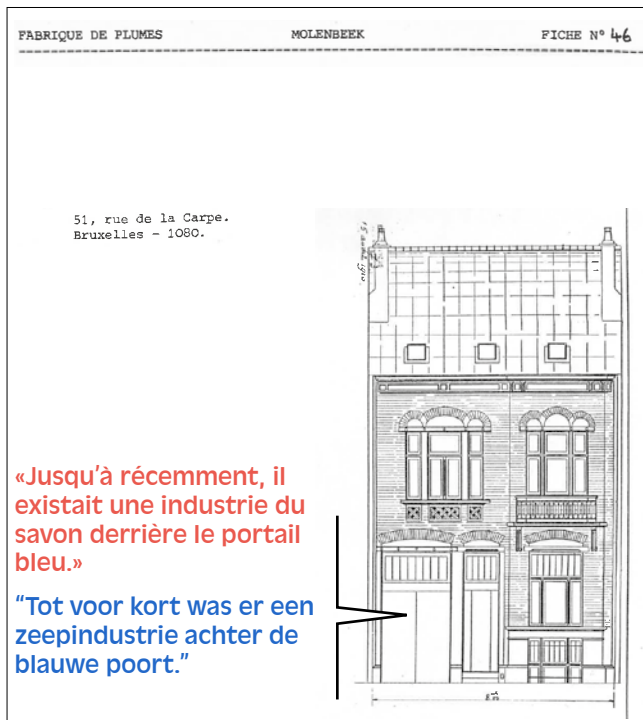 FABRIQUE DE PLUMES MOLENBEEK FICHE N° 46
51, rue de la Carpe.
Bruxelles - 1080.
«Jusqu'à récemment, il
existait une industrie du
savon derrière le portail
bleu.»
“Tot voor kort was er een
zeepindustrie achter de
blauwe poort.”